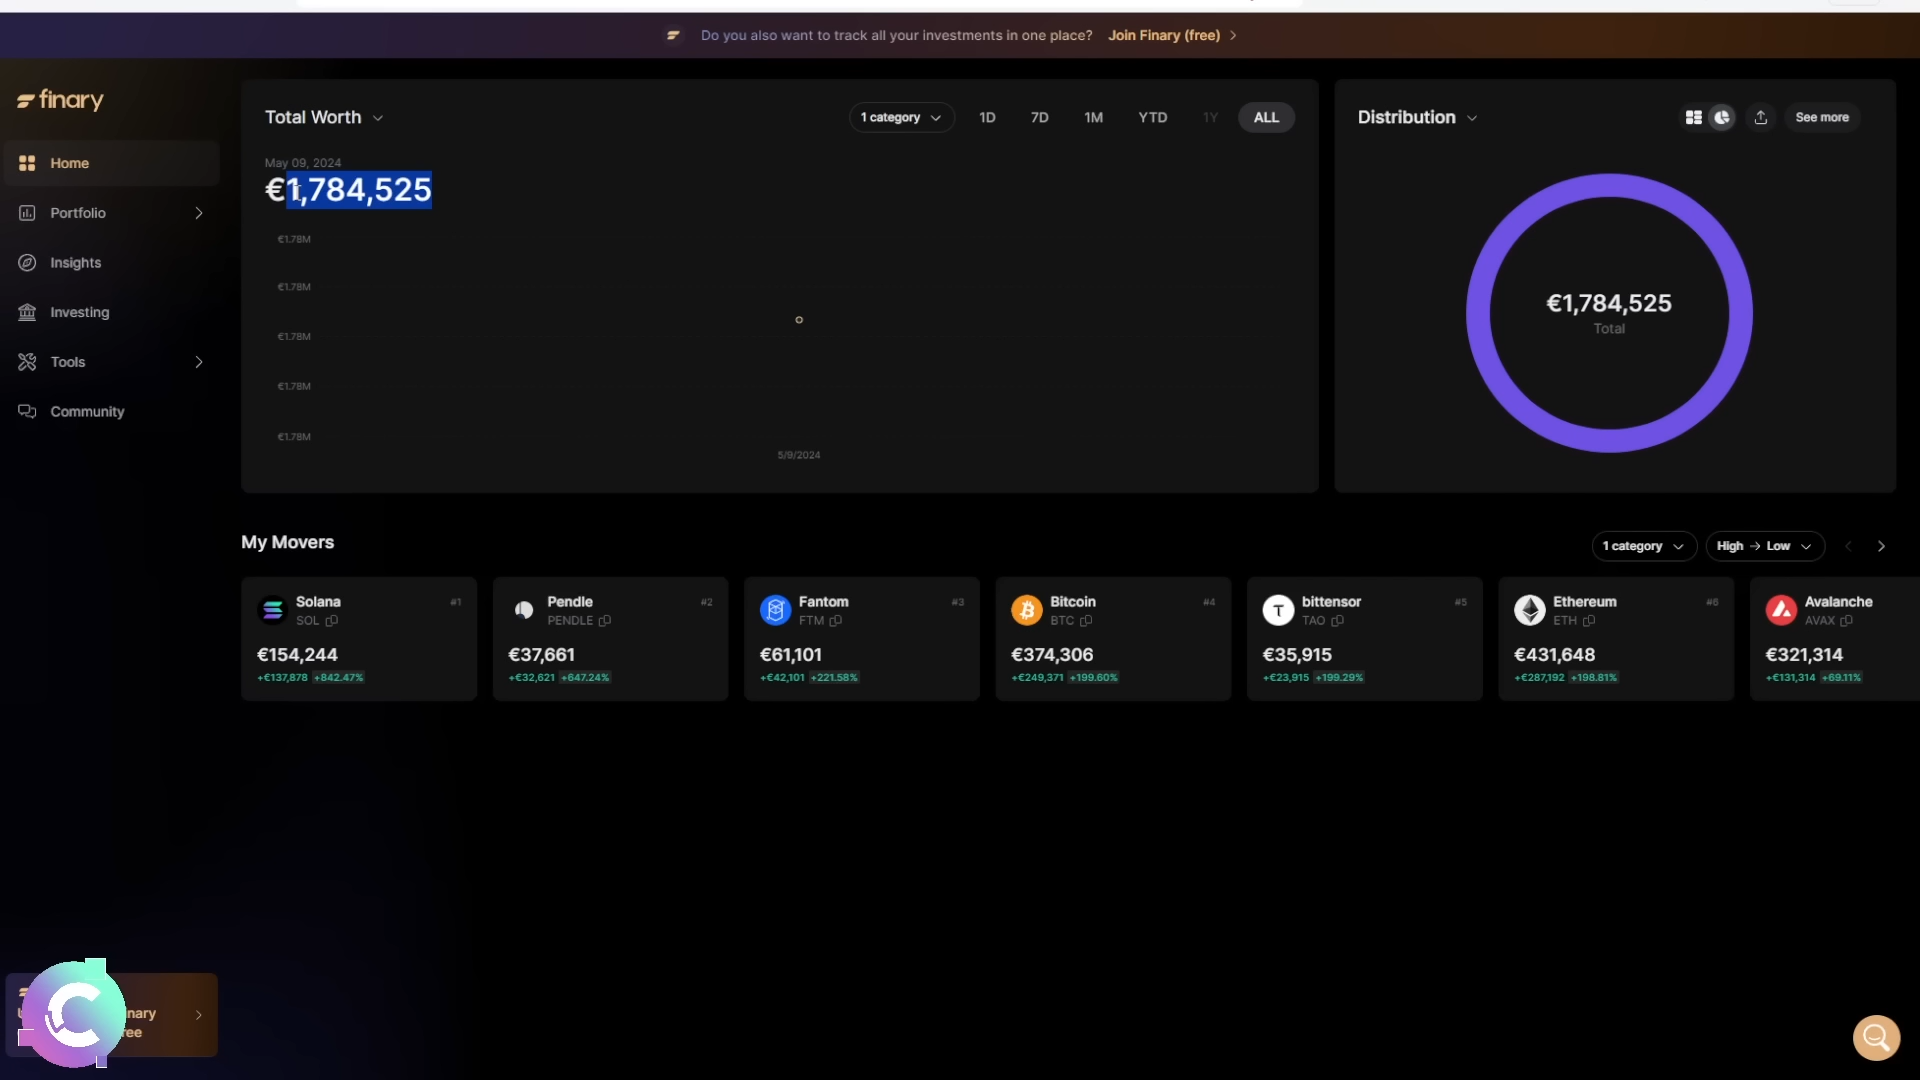 Do you also want to track all your investments in one place? Join Finary (free)
finary
Home
Portfolio
Insights
Investing
Tools
Community
Total Worth
1 category
1D
7D
1M
YTD
1Y
ALL
May 09, 2024
€1,784,525
€1.78M
€1.78M
€1.78M
€1.78M
€1.78M
5/9/2024
Distribution
See more
€1,784,525
Total
My Movers
1 category
High → Low
Solana
#1
SOL
€154,244
+€137,878 +842.47%
Pendle
#2
PENDLE
€37,661
+€32,621 +647.24%
Fantom
#3
FTM
€61,101
+€42,101 +221.58%
Bitcoin
#4
BTC
€374,306
+€249,371 +199.60%
T
bittensor
#5
TAO
€35,915
+€23,915 +199.29%
Ethereum
#6
ETH
€431,648
+€287,192 +198.81%
Avalanche
AVAX
€321,314
+€131,314 +69.11%